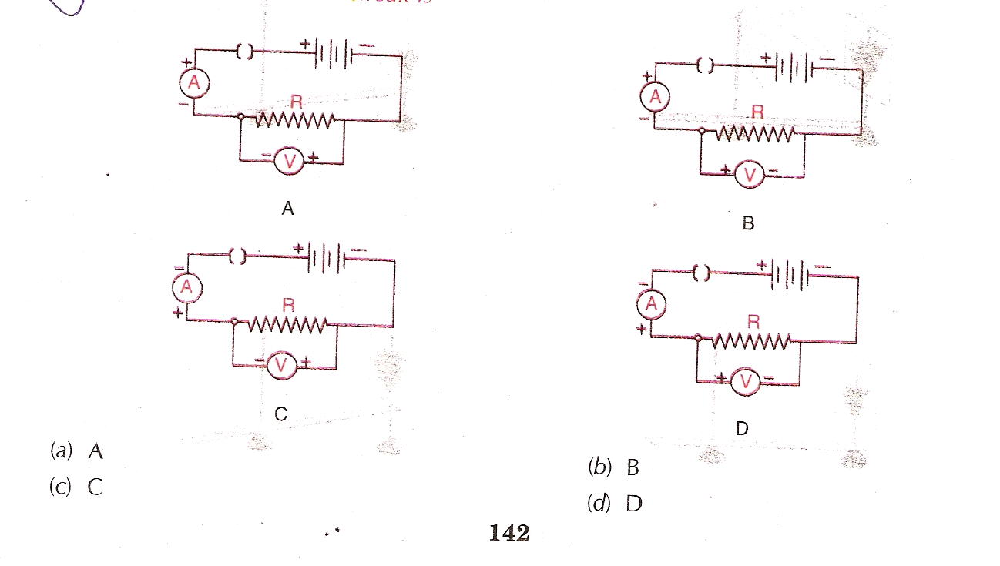 + −
+ −
+ A
+ A
− R
− R
− V +
+ V −
A
B
+ −
+ −
− A
− A
+ R
+ R
− V +
+ V −
C
D
(a) A
(b) B
(c) C
(d) D
142